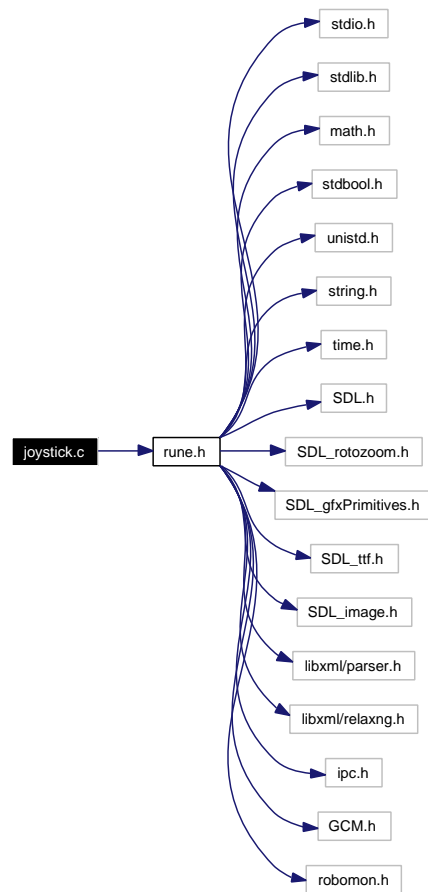 stdio.h
stdlib.h
math.h
stdbool.h
unistd.h
string.h
time.h
SDL.h
joystick.c
rune.h
SDL_rotozoom.h
SDL_gfxPrimitives.h
SDL_ttf.h
SDL_image.h
libxml/parser.h
libxml/relaxng.h
ipc.h
GCM.h
robomon.h